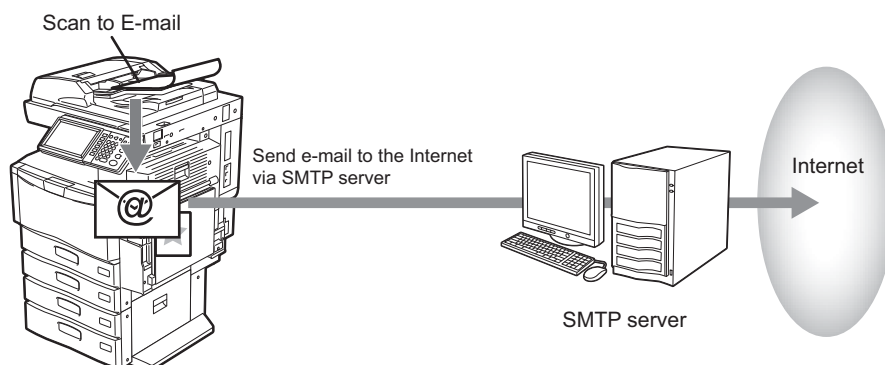 Scan to E-mail
Send e-mail to the Internet
via SMTP server
Internet
@
SMTP server